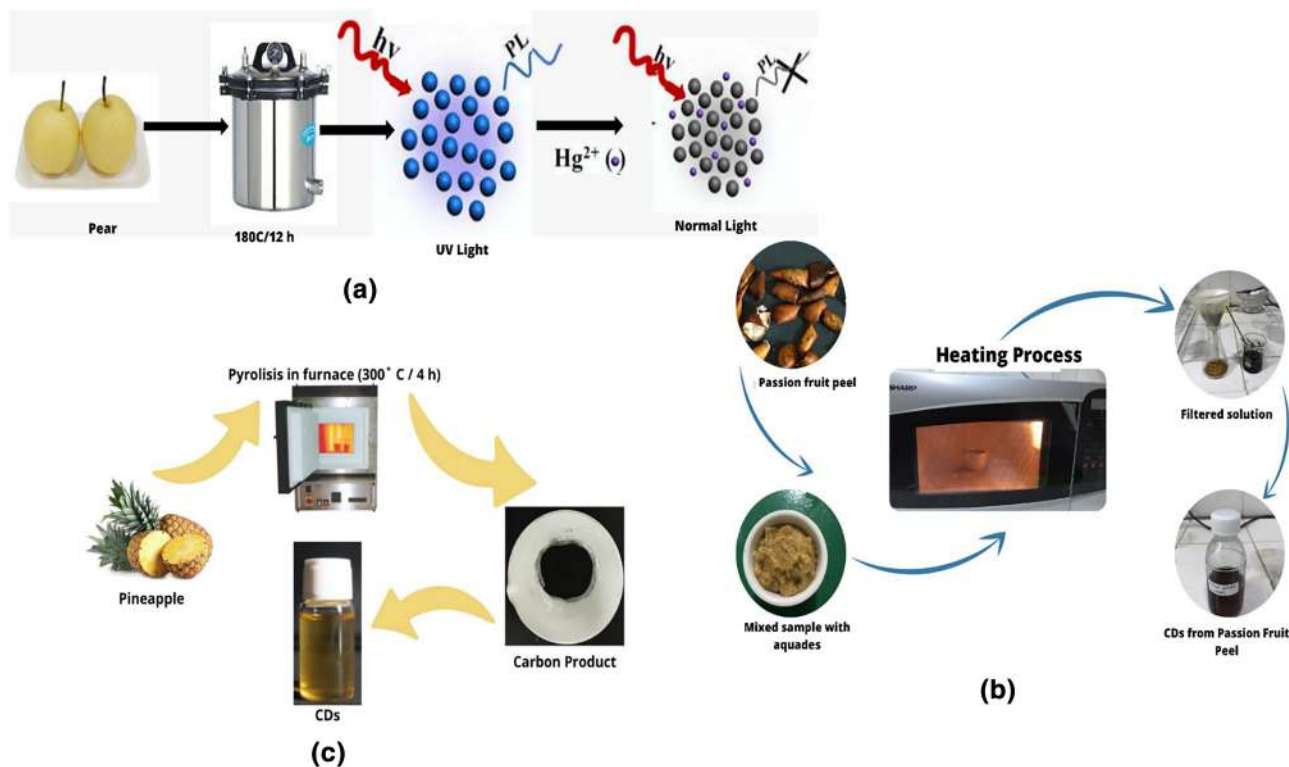 (a)
hν
PL
hν
PL
Hg²⁺ (•)
Pear
180C/12 h
UV Light
Normal Light
(b)
Passion fruit peel
Mixed sample with
aquades
Heating Process
SHARP
Filtered solution
CDs from Passion Fruit
Peel
(c)
Pineapple
Pyrolisis in furnace (300° C / 4 h)
Carbon Product
CDs